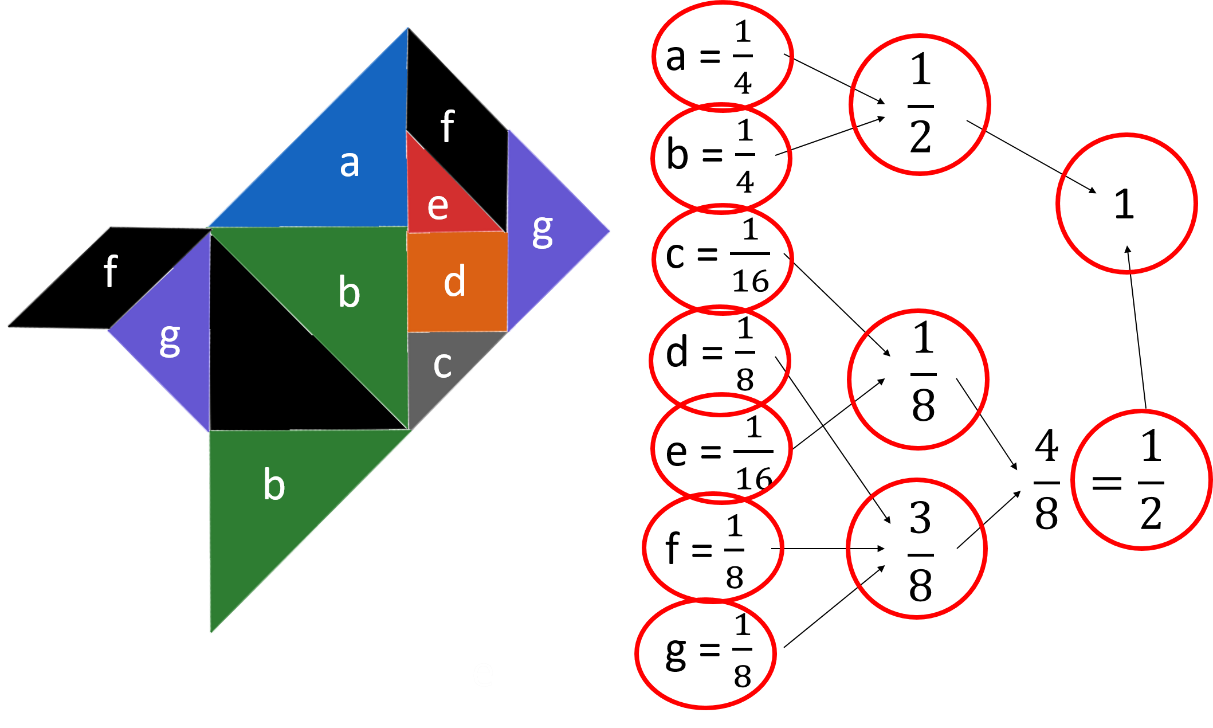 a
f
e
g
f
b
d
g
c
b
a = 1/4
b = 1/4
c = 1/16
d = 1/8
e = 1/16
f = 1/8
g = 1/8
1/2
1/8
3/8
4/8 = 1/2
1